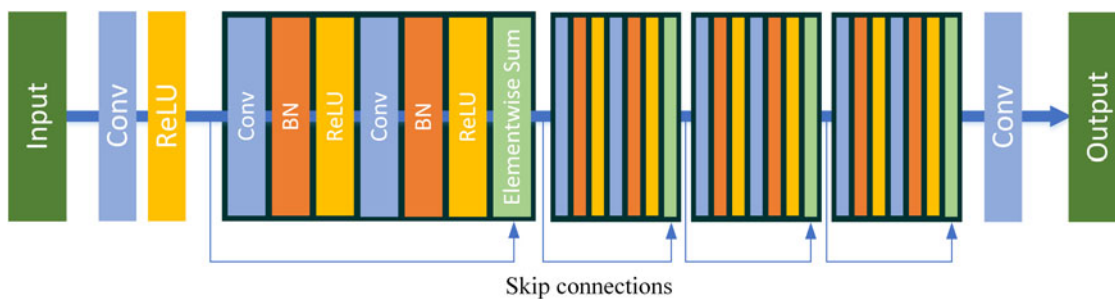 Input
Conv
ReLU
Conv
BN
ReLU
Conv
BN
ReLU
Elementwise Sum
Conv
Output
Skip connections